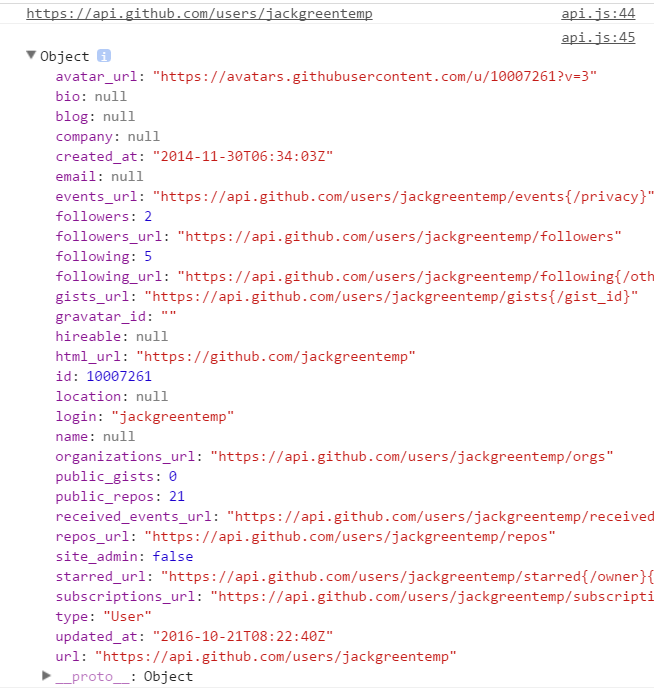 https://api.github.com/users/jackgreentemp api.js:44
api.js:45
Object i
avatar_url: "https://avatars.githubusercontent.com/u/10007261?v=3"
bio: null
blog: null
company: null
created_at: "2014-11-30T06:34:03Z"
email: null
events_url: "https://api.github.com/users/jackgreentemp/events{/privacy}"
followers: 2
followers_url: "https://api.github.com/users/jackgreentemp/followers"
following: 5
following_url: "https://api.github.com/users/jackgreentemp/following{/oth
gists_url: "https://api.github.com/users/jackgreentemp/gists{/gist_id}"
gravatar_id: ""
hireable: null
html_url: "https://github.com/jackgreentemp"
id: 10007261
location: null
login: "jackgreentemp"
name: null
organizations_url: "https://api.github.com/users/jackgreentemp/orgs"
public_gists: 0
public_repos: 21
received_events_url: "https://api.github.com/users/jackgreentemp/received
repos_url: "https://api.github.com/users/jackgreentemp/repos"
site_admin: false
starred_url: "https://api.github.com/users/jackgreentemp/starred{/owner}{
subscriptions_url: "https://api.github.com/users/jackgreentemp/subscripti
type: "User"
updated_at: "2016-10-21T08:22:40Z"
url: "https://api.github.com/users/jackgreentemp"
__proto__: Object